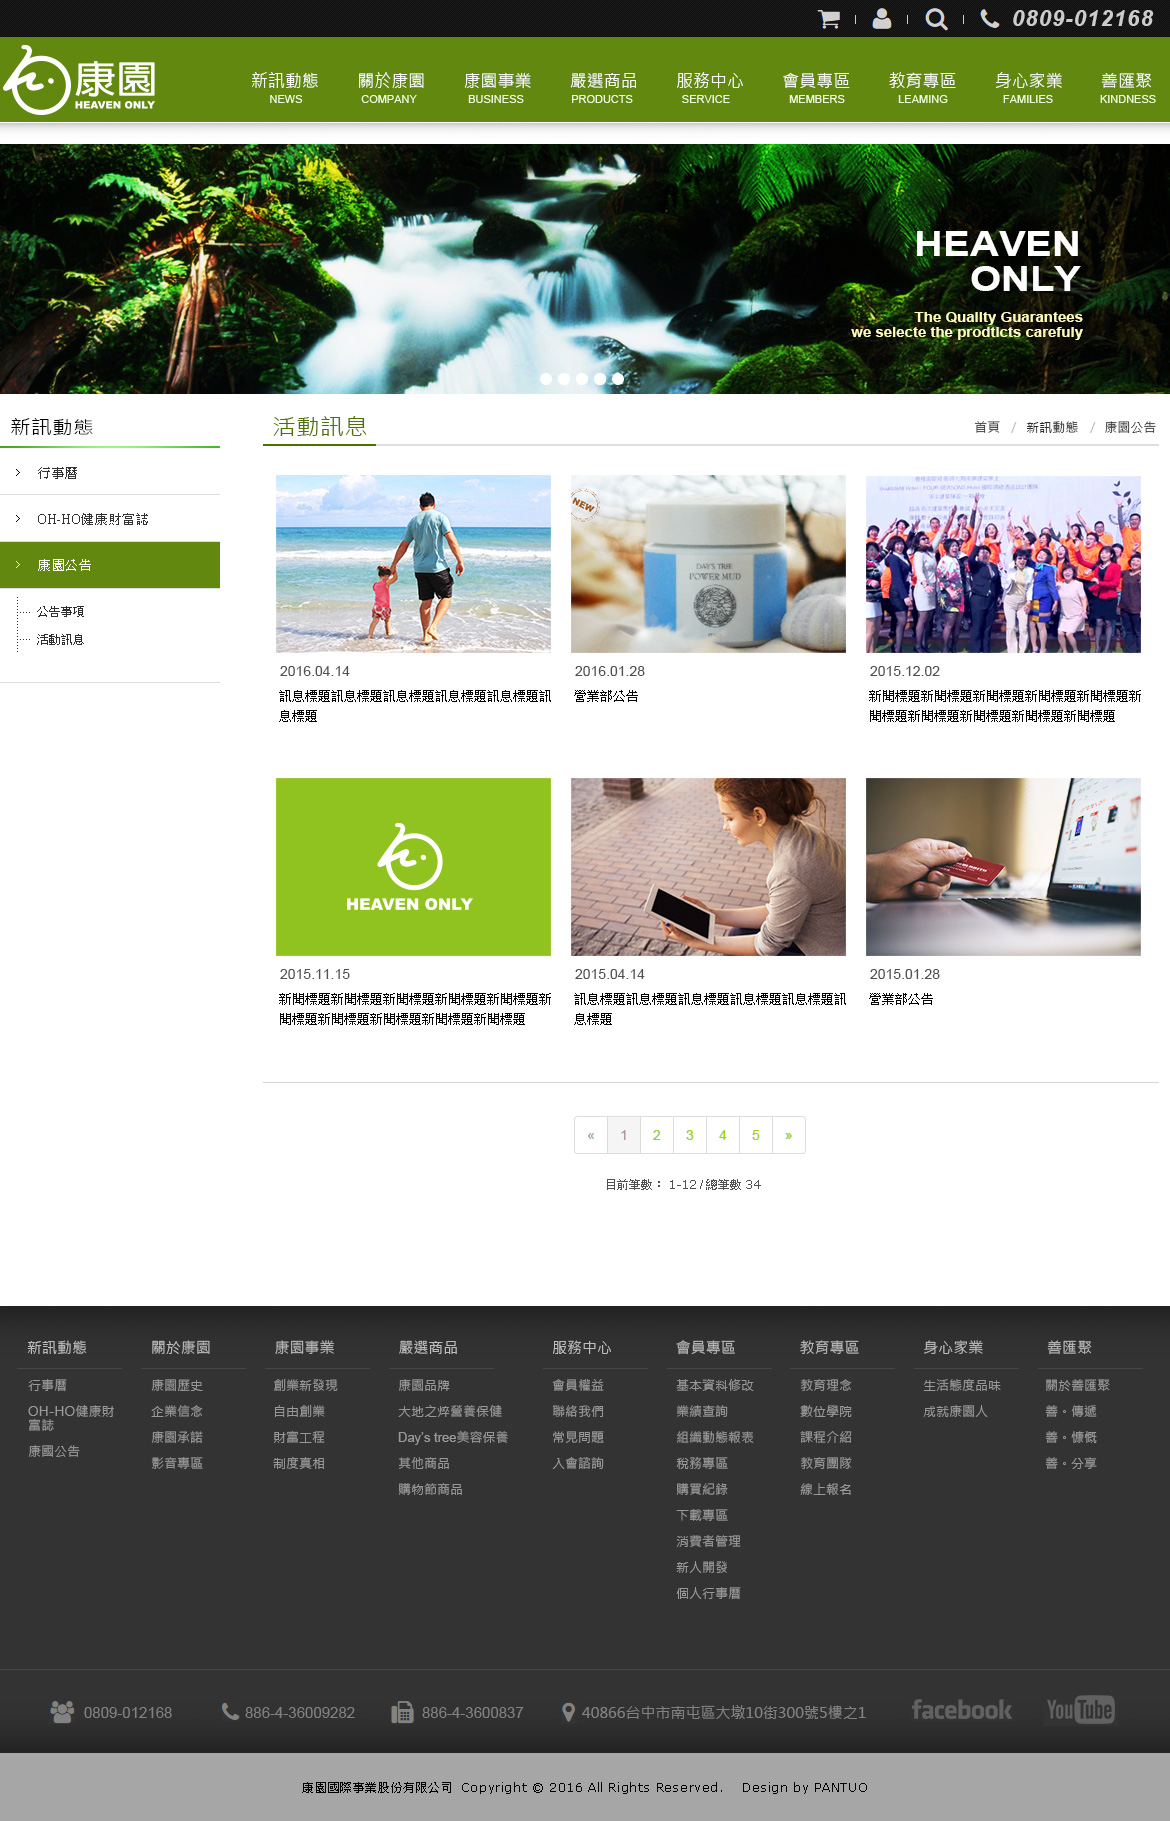 0809-012168
康園
HEAVEN ONLY
新訊動態 關於康園 康園事業 嚴選商品 服務中心 會員專區 教育專區 身心家業 善匯聚
NEWS COMPANY BUSINESS PRODUCTS SERVICE MEMBERS LEAMING FAMILIES KINDNESS
HEAVEN
ONLY
The Quality Guarantees
we selecte the prodticts carefuly
新訊動態
行事曆
OH-HO健康財富誌
康園公告
公告事項
活動訊息
活動訊息
首頁 / 新訊動態 / 康園公告
NEW
DAY'S TREE
POWER MUD
2016.04.14
訊息標題訊息標題訊息標題訊息標題訊息標題訊
息標題
2016.01.28
營業部公告
2015.12.02
新聞標題新聞標題新聞標題新聞標題新聞標題新
聞標題新聞標題新聞標題新聞標題新聞標題
HEAVEN ONLY
2015.11.15
新聞標題新聞標題新聞標題新聞標題新聞標題新
聞標題新聞標題新聞標題新聞標題新聞標題
2015.04.14
訊息標題訊息標題訊息標題訊息標題訊息標題訊
息標題
2015.01.28
營業部公告
« 1 2 3 4 5 »
目前筆數： 1-12 / 總筆數 34
新訊動態
行事曆
OH-HO健康財
富誌
康國公告
關於康園
康園歷史
企業信念
康園承諾
影音專區
康園事業
創業新發現
自由創業
財富工程
制度真相
嚴選商品
康園品牌
大地之焠營養保健
Day's tree美容保養
其他商品
購物節商品
服務中心
會員權益
聯絡我們
常見問題
入會諮詢
會員專區
基本資料修改
業績查詢
組織動態報表
稅務專區
購買紀錄
下載專區
消費者管理
新人開發
個人行事曆
教育專區
教育理念
數位學院
課程介紹
教育團隊
線上報名
身心家業
生活態度品味
成就康園人
善匯聚
關於善匯聚
善。傳遞
善。慷慨
善。分享
0809-012168 886-4-36009282 886-4-3600837 40866台中市南屯區大墩10街300號5樓之1 facebook YouTube
康園國際事業股份有限公司 Copyright © 2016 All Rights Reserved. Design by PANTUO